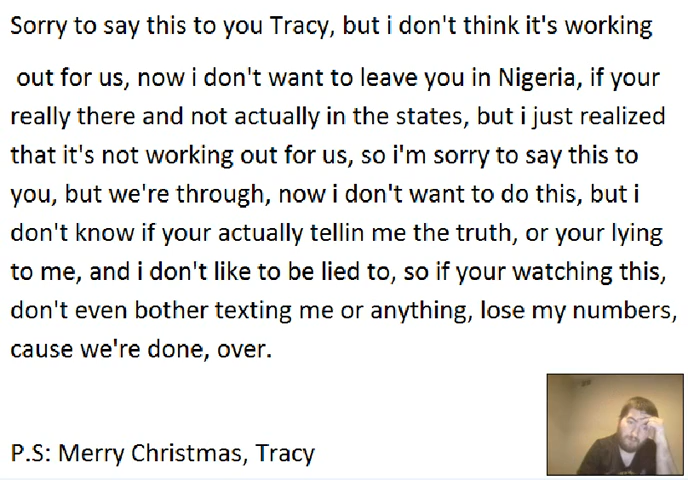 Sorry to say this to you Tracy, but i don't think it's working
out for us, now i don't want to leave you in Nigeria, if your
really there and not actually in the states, but i just realized
that it's not working out for us, so i'm sorry to say this to
you, but we're through, now i don't want to do this, but i
don't know if your actually tellin me the truth, or your lying
to me, and i don't like to be lied to, so if your watching this,
don't even bother texting me or anything, lose my numbers,
cause we're done, over.
P.S: Merry Christmas, Tracy